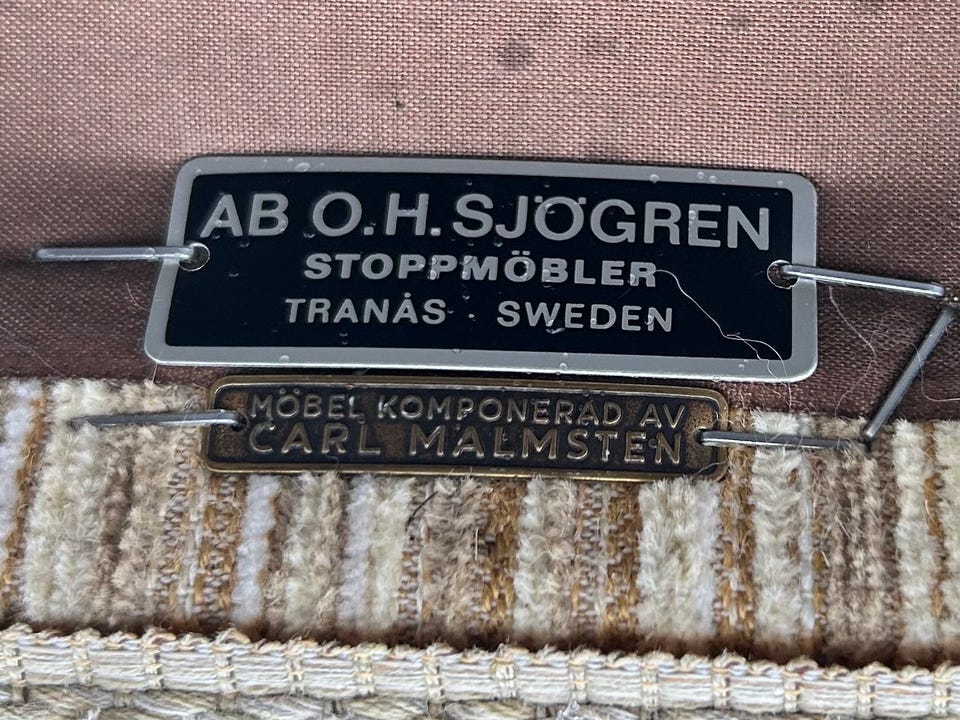 AB O.H. SJÖGREN
STOPPMÖBLER
TRANÅS · SWEDEN
MÖBEL KOMPONERAD AV
CARL MALMSTEN